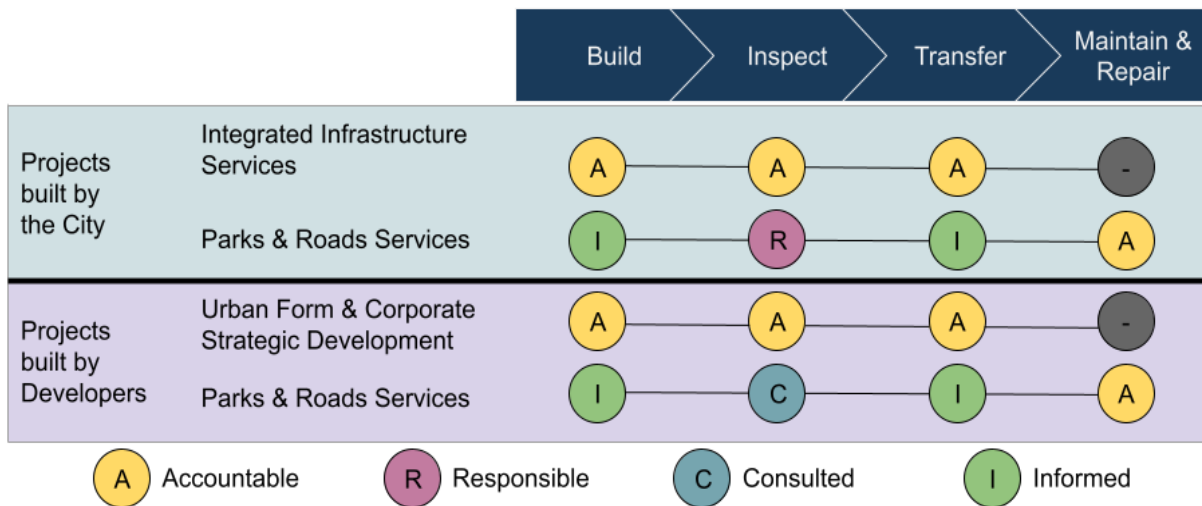 Build
Inspect
Transfer
Maintain &
Repair
Projects
built by
the City
Integrated Infrastructure
Services
A
A
A
-
Parks & Roads Services
I
R
I
A
Projects
built by
Developers
Urban Form & Corporate
Strategic Development
A
A
A
-
Parks & Roads Services
I
C
I
A
A Accountable
R Responsible
C Consulted
I Informed